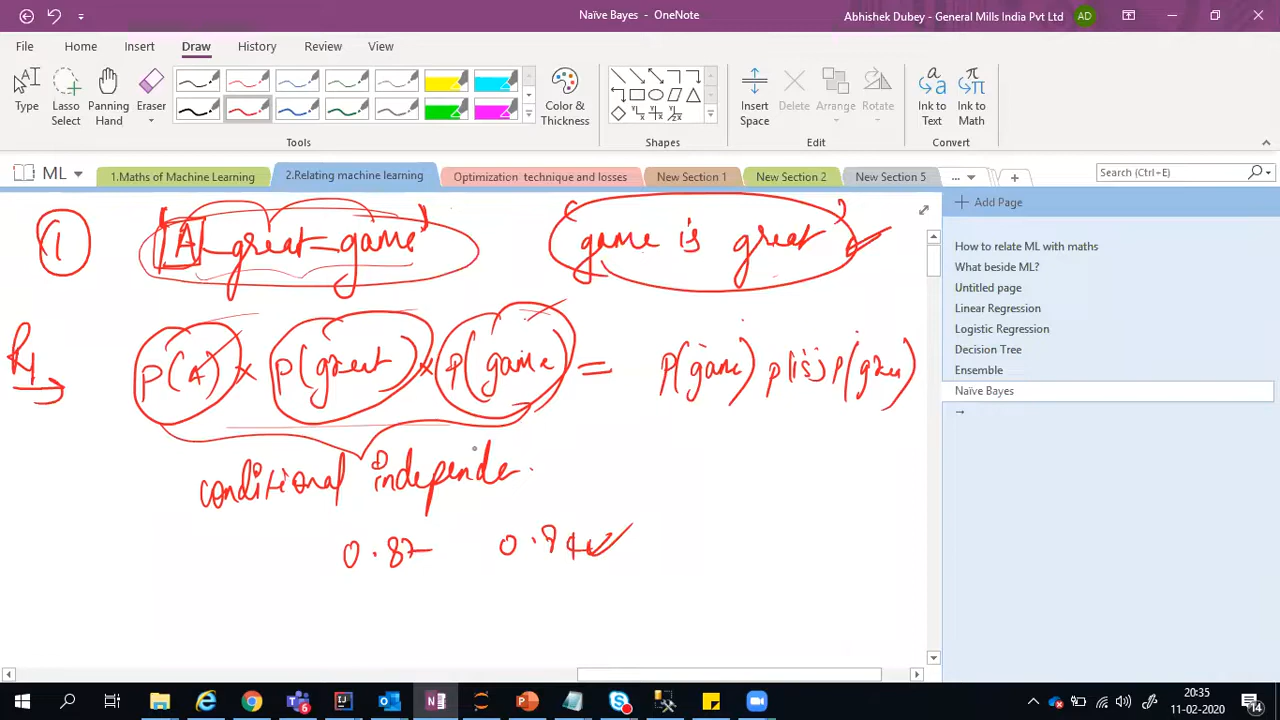 Naïve Bayes - OneNote
Abhishek Dubey - General Mills India Pvt Ltd AD
File Home Insert Draw History Review View
Type Lasso Select Panning Hand Eraser Color & Thickness Insert Space Delete Arrange Rotate Ink to Text Ink to Math
Tools Shapes Edit Convert
ML 1.Maths of Machine Learning 2.Relating machine learning Optimization technique and losses New Section 1 New Section 2 New Section 5 ... + Search (Ctrl+E)
Add Page
How to relate ML with maths
What beside ML?
Untitled page
Linear Regression
Logistic Regression
Decision Tree
Ensemble
Naïve Bayes
① A great game game is great
P(A) × P(great) × P(game) = P(game) P(is)
conditional independe
0.87 0.84
20:35
11-02-2020
14